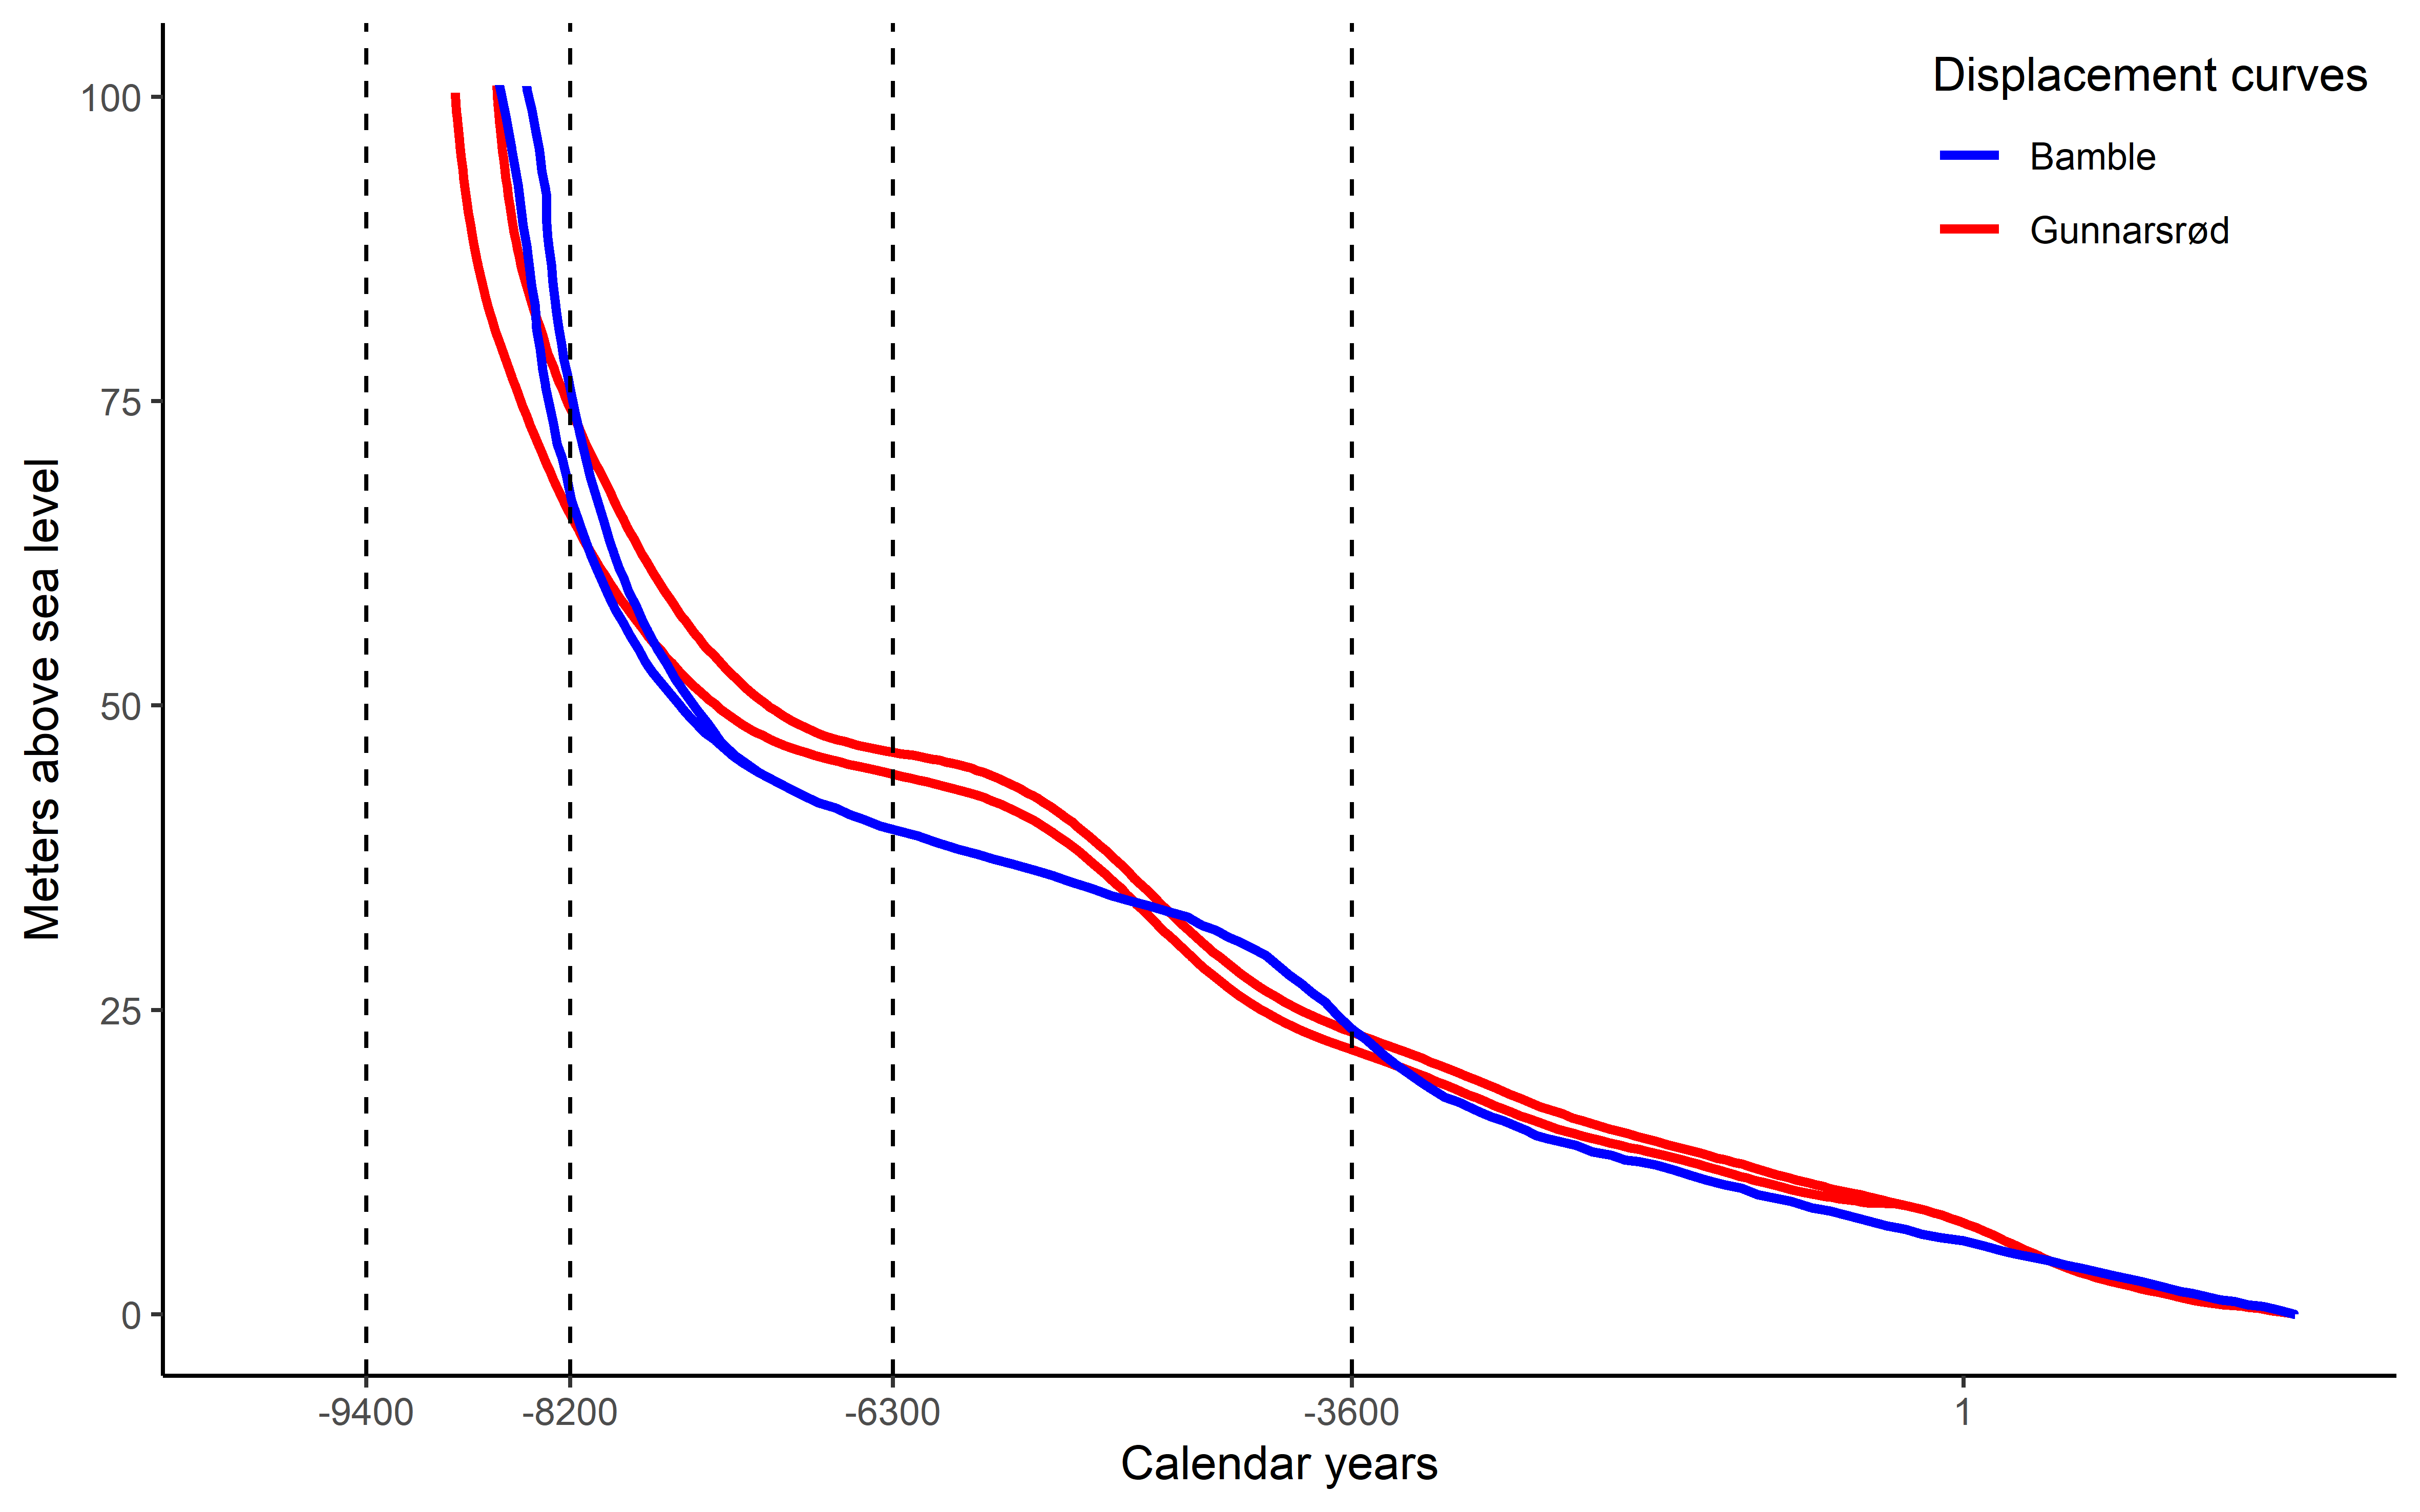 Displacement curves
Bamble
Gunnarsrød
Meters above sea level
100
75
50
25
0
-9400
-8200
-6300
-3600
1
Calendar years